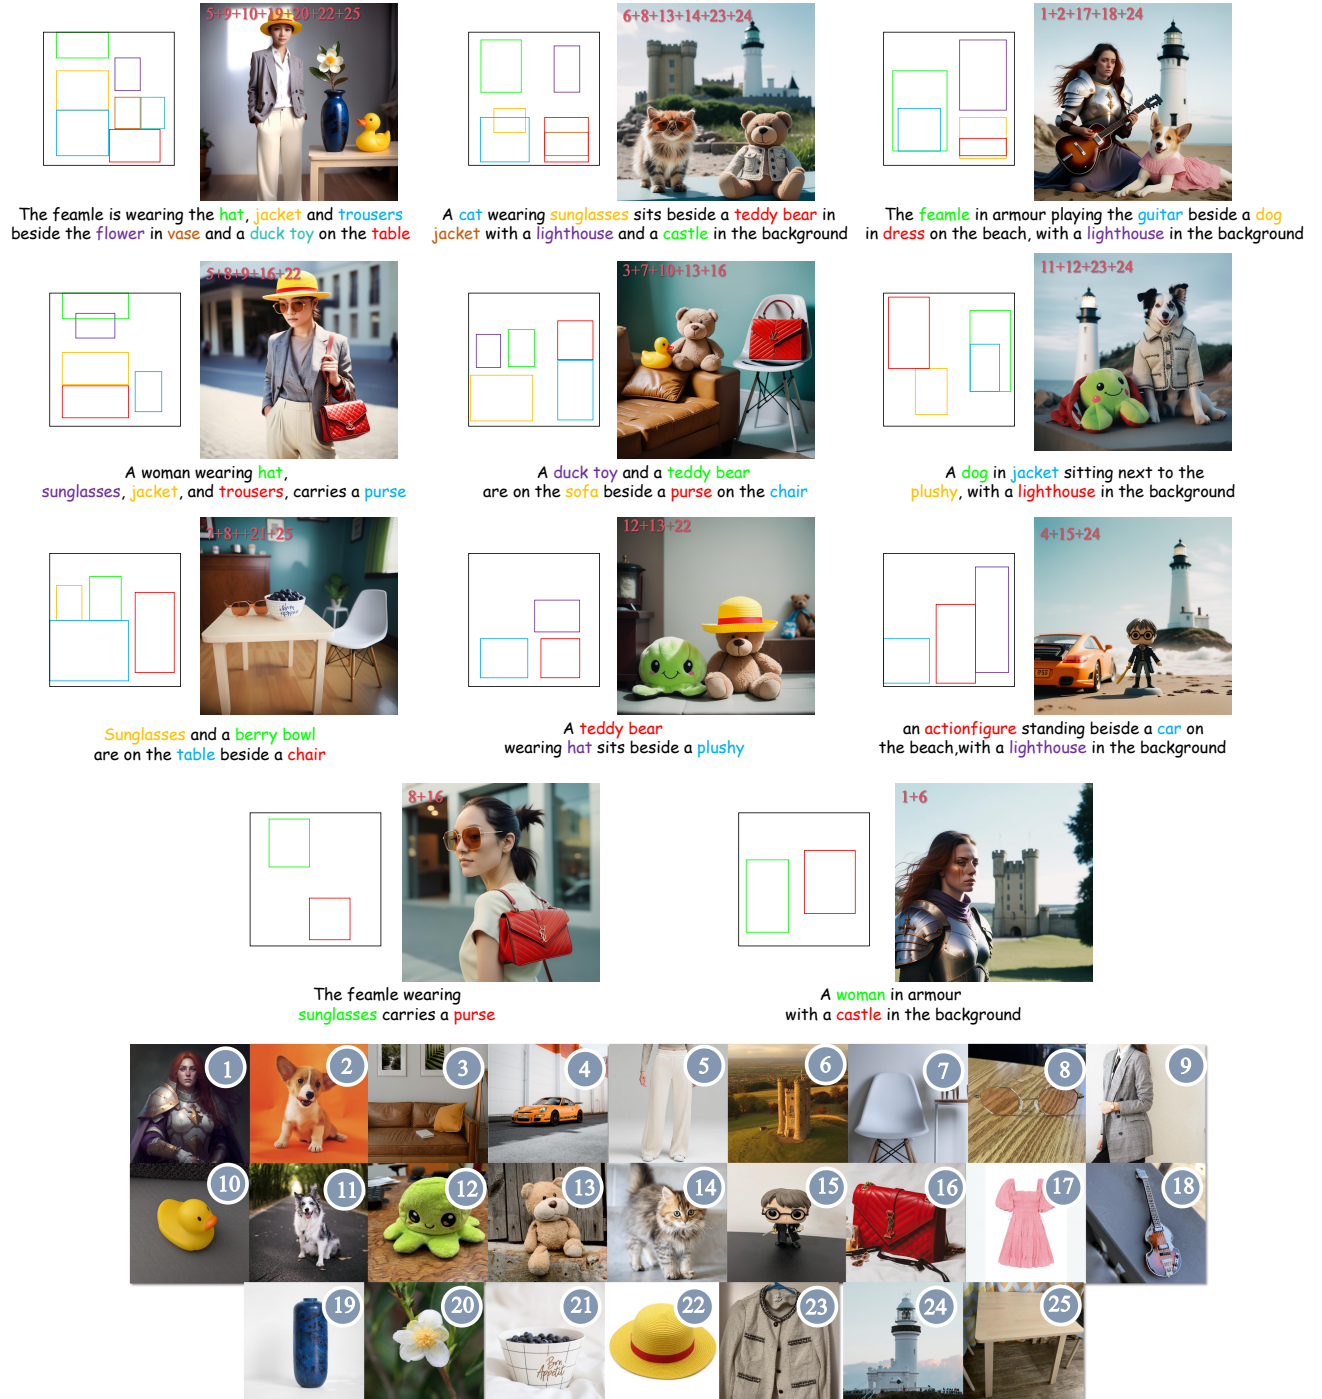 5+9+10+19+20+22+25
The feamle is wearing the hat, jacket and trousers
beside the flower in vase and a duck toy on the table
6+8+13+14+23+24
A cat wearing sunglasses sits beside a teddy bear in
jacket with a lighthouse and a castle in the background
1+2+17+18+24
The feamle in armour playing the guitar beside a dog
in dress on the beach, with a lighthouse in the background
5+8+9+16+22
A woman wearing hat,
sunglasses, jacket, and trousers, carries a purse
3+7+10+13+16
A duck toy and a teddy bear
are on the sofa beside a purse on the chair
11+12+23+24
A dog in jacket sitting next to the
plushy, with a lighthouse in the background
7+8++21+25
Sunglasses and a berry bowl
are on the table beside a chair
12+13+22
A teddy bear
wearing hat sits beside a plushy
4+15+24
an actionfigure standing beisde a car on
the beach,with a lighthouse in the background
8+16
The feamle wearing
sunglasses carries a purse
1+6
A woman in armour
with a castle in the background
1
2
3
4
5
6
7
8
9
10
11
12
13
14
15
16
17
18
19
20
21
22
23
24
25
Bon
Appetit